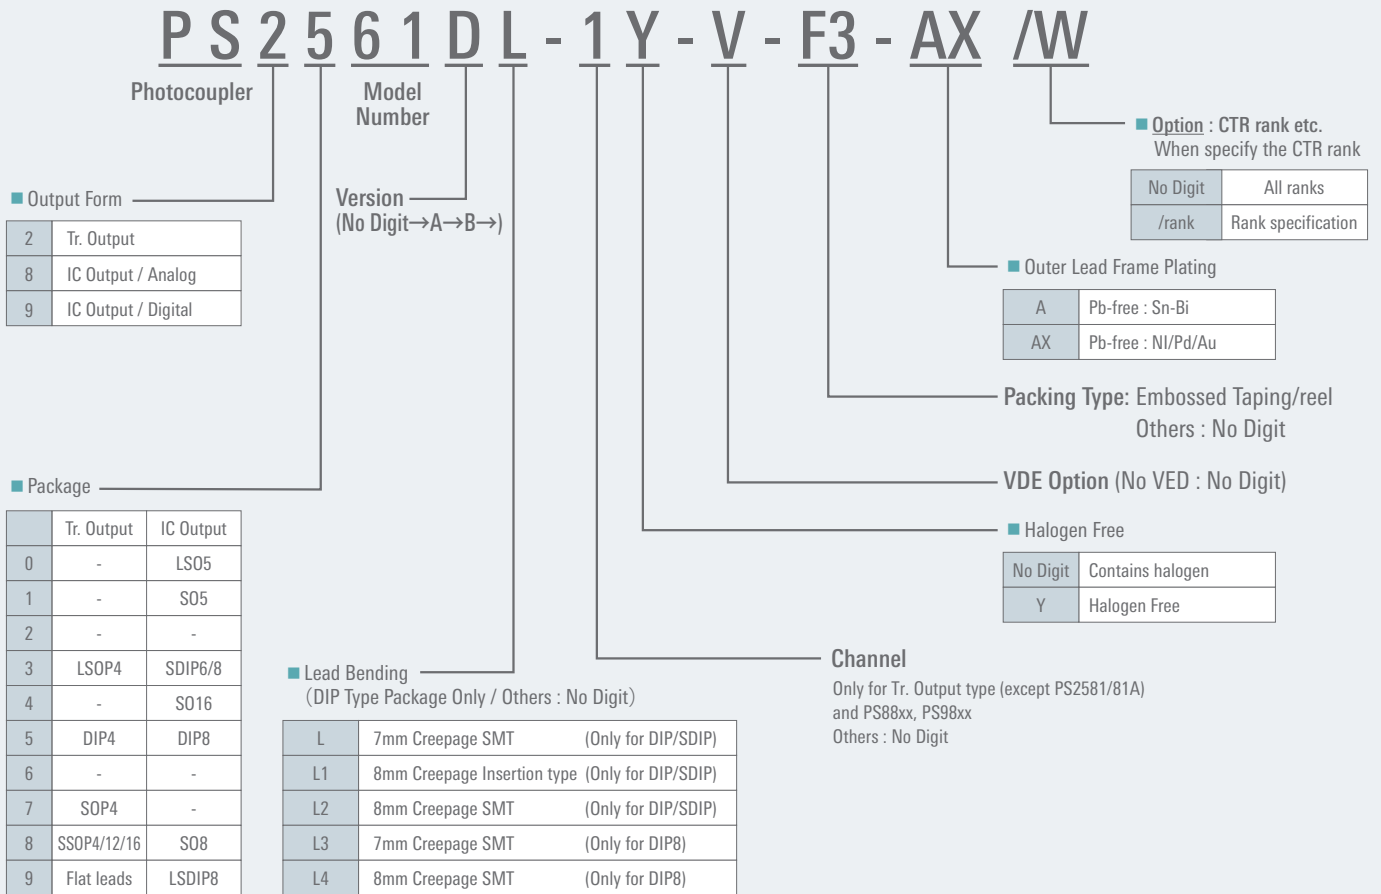 PS2561DL-1Y-V-F3-AX /W
Photocoupler
Model
Number
Version
(No Digit→A→B→)
■ Output Form
2 Tr. Output
8 IC Output / Analog
9 IC Output / Digital
■ Package
Tr. Output IC Output
0 - LSO5
1 - SO5
2 - -
3 LSOP4 SDIP6/8
4 - SO16
5 DIP4 DIP8
6 - -
7 SOP4 -
8 SSOP4/12/16 SO8
9 Flat leads LSDIP8
■ Lead Bending
(DIP Type Package Only / Others : No Digit)
L 7mm Creepage SMT (Only for DIP/SDIP)
L1 8mm Creepage Insertion type (Only for DIP/SDIP)
L2 8mm Creepage SMT (Only for DIP/SDIP)
L3 7mm Creepage SMT (Only for DIP8)
L4 8mm Creepage SMT (Only for DIP8)
■ Option : CTR rank etc.
When specify the CTR rank
No Digit All ranks
/rank Rank specification
■ Outer Lead Frame Plating
A Pb-free : Sn-Bi
AX Pb-free : NI/Pd/Au
Packing Type: Embossed Taping/reel
Others : No Digit
VDE Option (No VED : No Digit)
■ Halogen Free
No Digit Contains halogen
Y Halogen Free
Channel
Only for Tr. Output type (except PS2581/81A)
and PS88xx, PS98xx
Others : No Digit